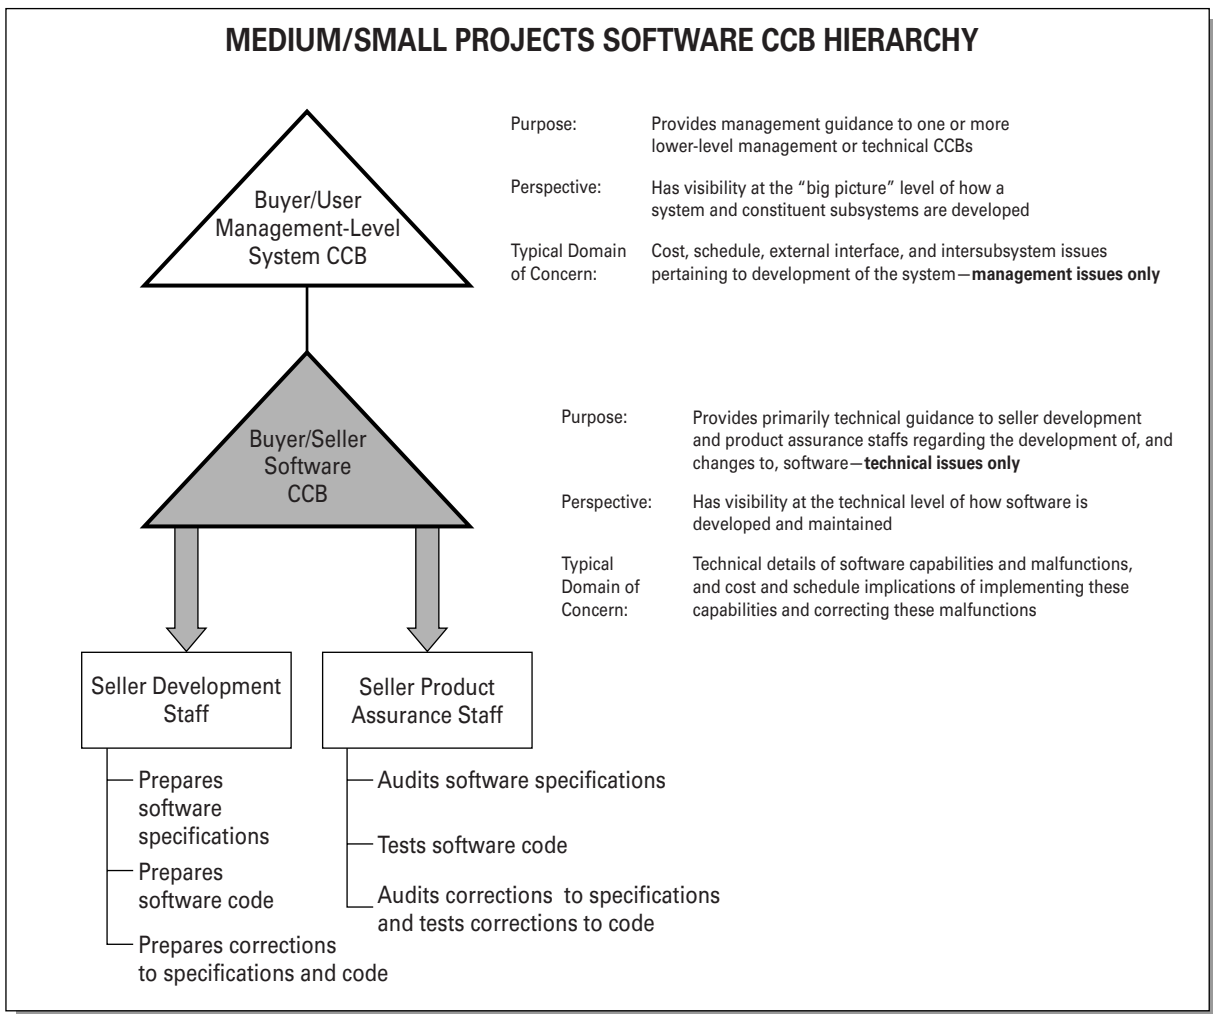 MEDIUM/SMALL PROJECTS SOFTWARE CCB HIERARCHY
Buyer/User
Management-Level
System CCB
Purpose: Provides management guidance to one or more
lower-level management or technical CCBs
Perspective: Has visibility at the “big picture” level of how a
system and constituent subsystems are developed
Typical Domain Cost, schedule, external interface, and intersubsystem issues
of Concern: pertaining to development of the system—management issues only
Buyer/Seller
Software
CCB
Purpose: Provides primarily technical guidance to seller development
and product assurance staffs regarding the development of, and
changes to, software—technical issues only
Perspective: Has visibility at the technical level of how software is
developed and maintained
Typical Technical details of software capabilities and malfunctions,
Domain of and cost and schedule implications of implementing these
Concern: capabilities and correcting these malfunctions
Seller Development
Staff
Prepares
software
specifications
Prepares
software code
Prepares corrections
to specifications and code
Seller Product
Assurance Staff
Audits software specifications
Tests software code
Audits corrections to specifications
and tests corrections to code